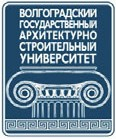 ВОЛГОГРАДСКИЙ
ГОСУДАРСТВЕННЫЙ
АРХИТЕКТУРНО
СТРОИТЕЛЬНЫЙ
УНИВЕРСИТЕТ